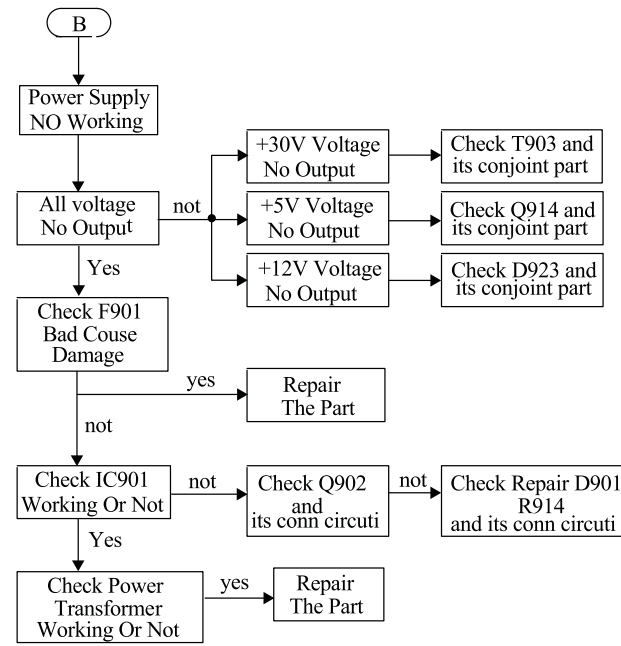 B
Power Supply
NO Working
All voltage
No Output
not
+30V Voltage
No Output
Check T903 and
its conjoint part
+5V Voltage
No Output
Check Q914 and
its conjoint part
+12V Voltage
No Output
Check D923 and
its conjoint part
Yes
Check F901
Bad Couse
Damage
yes
Repair
The Part
not
Check IC901
Working Or Not
not
Check Q902
and
its conn circuti
not
Check Repair D901
R914
and its conn circuti
Yes
Check Power
Transformer
Working Or Not
yes
Repair
The Part